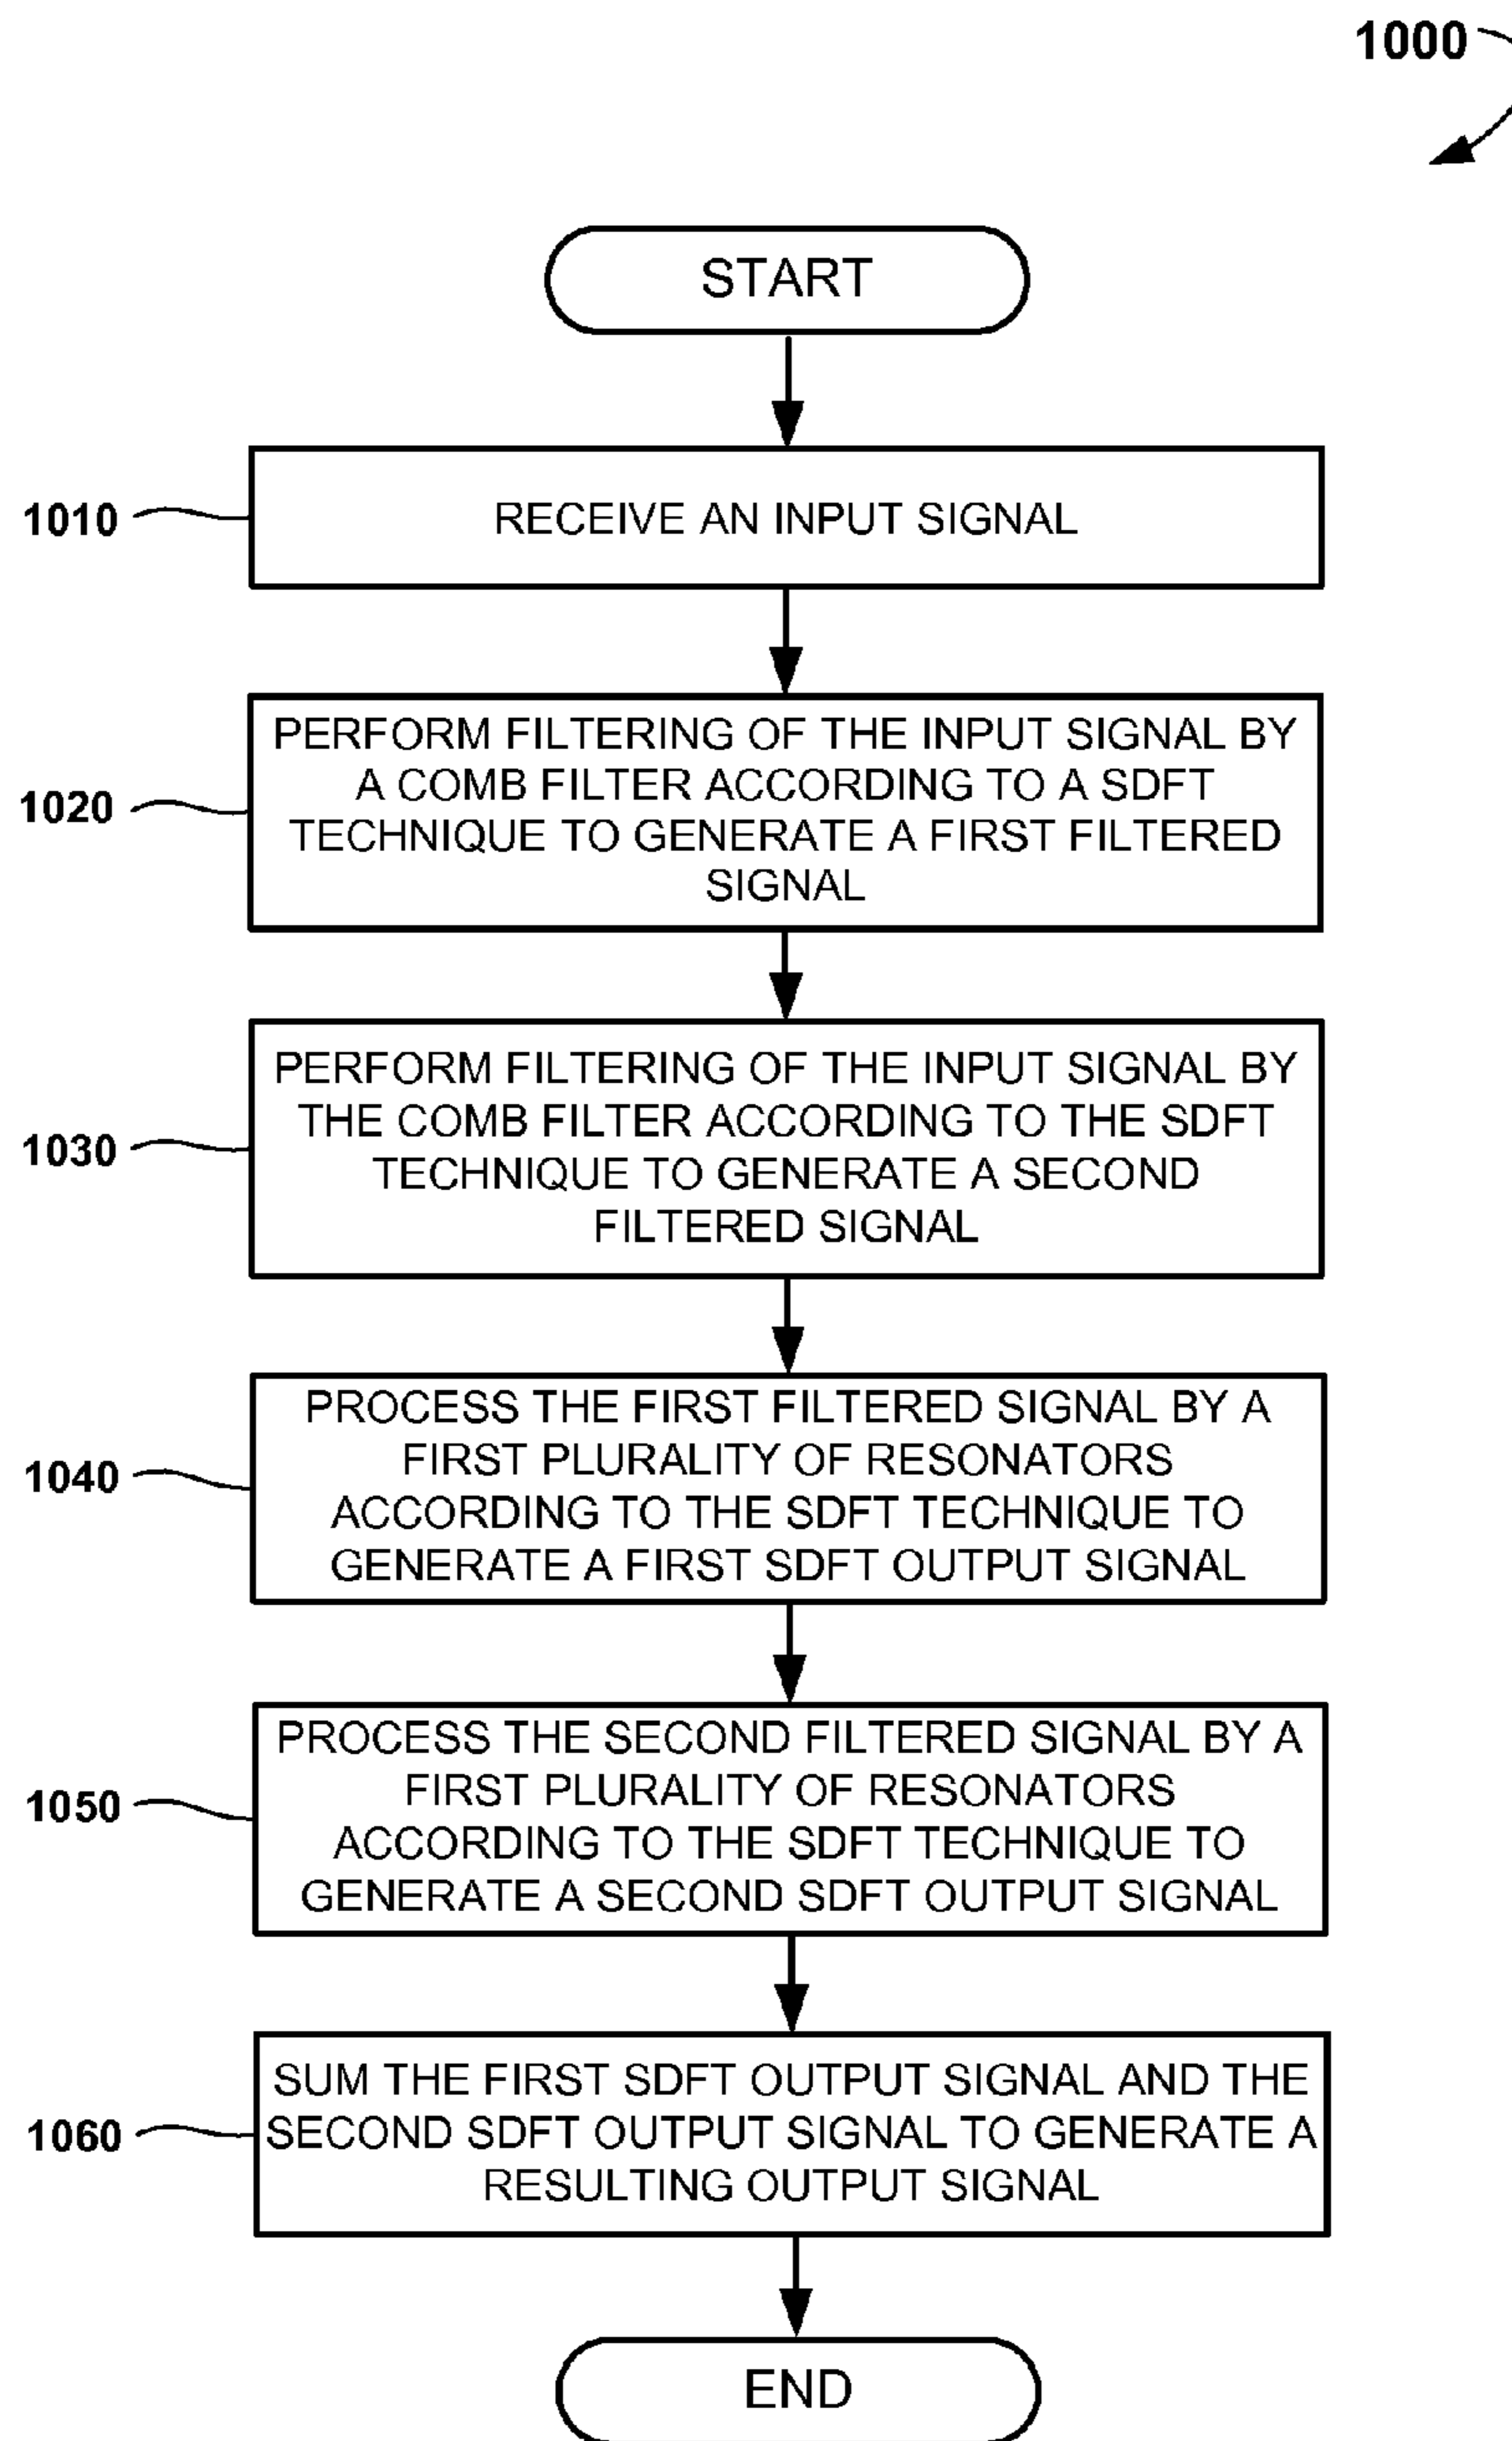 1000
START
1010
RECEIVE AN INPUT SIGNAL
1020
PERFORM FILTERING OF THE INPUT SIGNAL BY
A COMB FILTER ACCORDING TO A SDFT
TECHNIQUE TO GENERATE A FIRST FILTERED
SIGNAL
1030
PERFORM FILTERING OF THE INPUT SIGNAL BY
THE COMB FILTER ACCORDING TO THE SDFT
TECHNIQUE TO GENERATE A SECOND
FILTERED SIGNAL
1040
PROCESS THE FIRST FILTERED SIGNAL BY A
FIRST PLURALITY OF RESONATORS
ACCORDING TO THE SDFT TECHNIQUE TO
GENERATE A FIRST SDFT OUTPUT SIGNAL
1050
PROCESS THE SECOND FILTERED SIGNAL BY A
FIRST PLURALITY OF RESONATORS
ACCORDING TO THE SDFT TECHNIQUE TO
GENERATE A SECOND SDFT OUTPUT SIGNAL
1060
SUM THE FIRST SDFT OUTPUT SIGNAL AND THE
SECOND SDFT OUTPUT SIGNAL TO GENERATE A
RESULTING OUTPUT SIGNAL
END